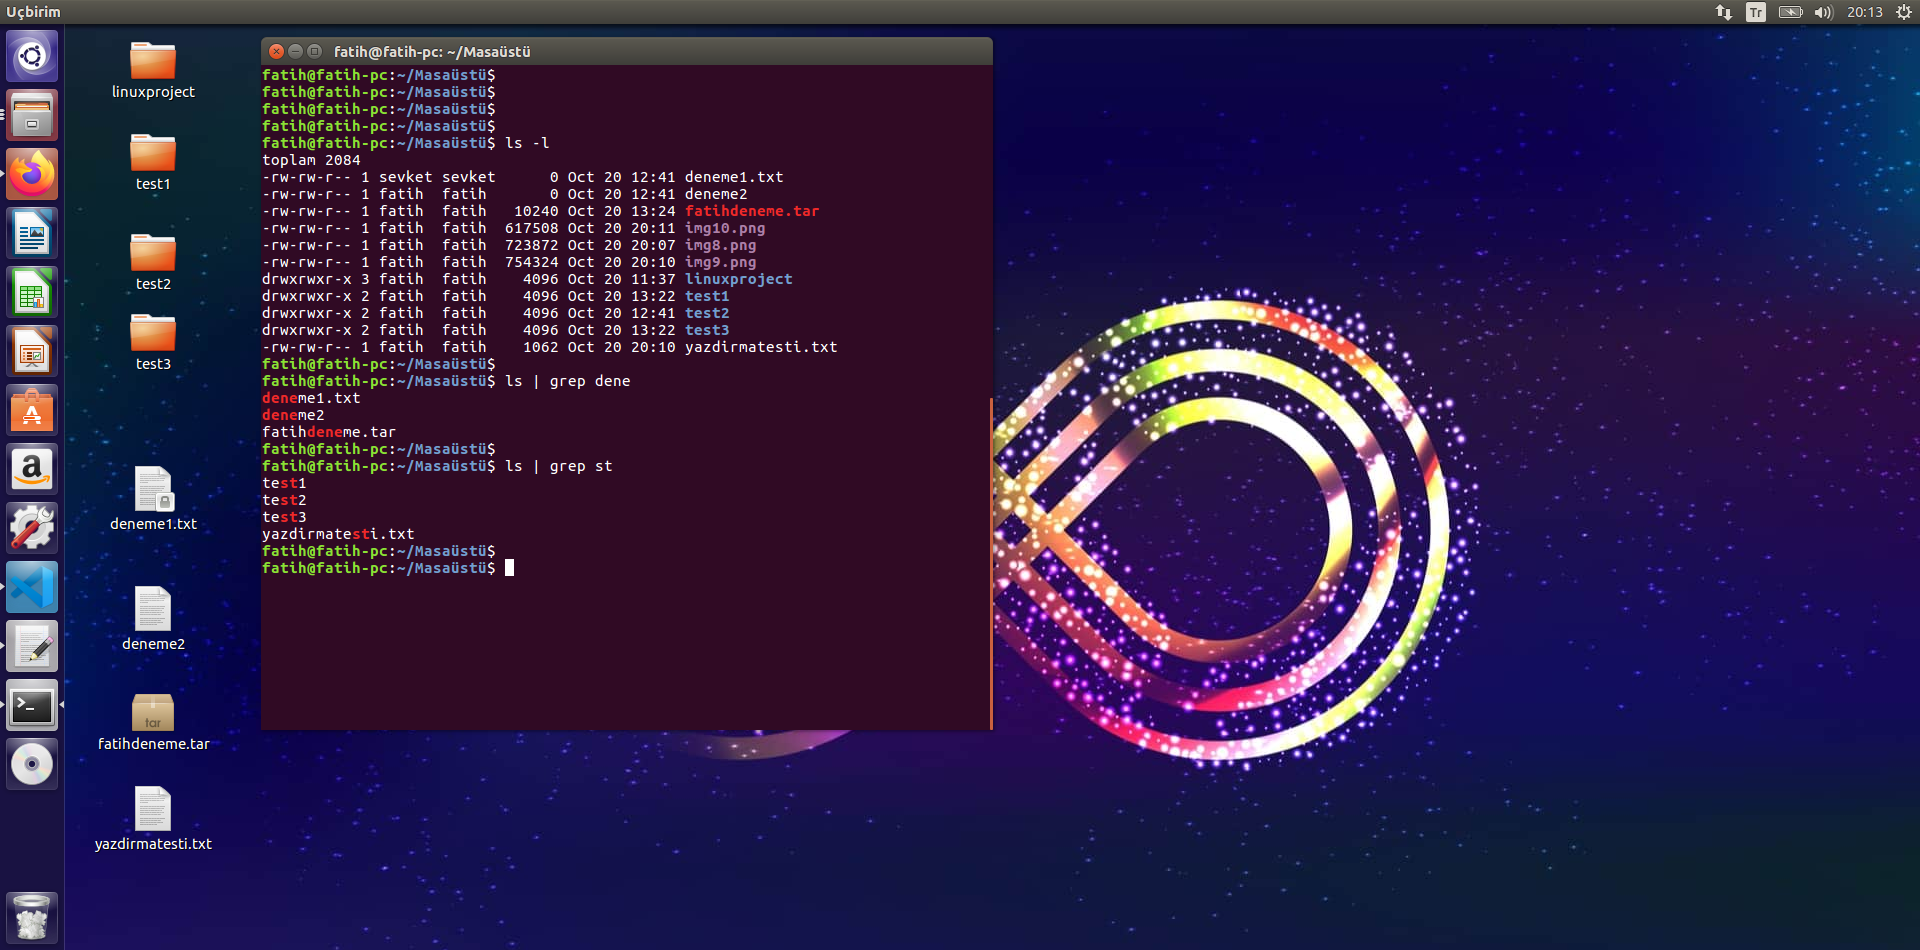 Uçbirim
Tr
20:13
linuxproject
test1
test2
test3
deneme1.txt
deneme2
tar
fatihdeneme.tar
yazdirmatesti.txt
fatih@fatih-pc: ~/Masaüstü
fatih@fatih-pc:~/Masaüstü$
fatih@fatih-pc:~/Masaüstü$
fatih@fatih-pc:~/Masaüstü$
fatih@fatih-pc:~/Masaüstü$
fatih@fatih-pc:~/Masaüstü$ ls -l
toplam 2084
-rw-rw-r-- 1 sevket sevket      0 Oct 20 12:41 deneme1.txt
-rw-rw-r-- 1 fatih  fatih       0 Oct 20 12:41 deneme2
-rw-rw-r-- 1 fatih  fatih   10240 Oct 20 13:24 fatihdeneme.tar
-rw-rw-r-- 1 fatih  fatih  617508 Oct 20 20:11 img10.png
-rw-rw-r-- 1 fatih  fatih  723872 Oct 20 20:07 img8.png
-rw-rw-r-- 1 fatih  fatih  754324 Oct 20 20:10 img9.png
drwxrwxr-x 3 fatih  fatih    4096 Oct 20 11:37 linuxproject
drwxrwxr-x 2 fatih  fatih    4096 Oct 20 13:22 test1
drwxrwxr-x 2 fatih  fatih    4096 Oct 20 12:41 test2
drwxrwxr-x 2 fatih  fatih    4096 Oct 20 13:22 test3
-rw-rw-r-- 1 fatih  fatih    1062 Oct 20 20:10 yazdirmatesti.txt
fatih@fatih-pc:~/Masaüstü$
fatih@fatih-pc:~/Masaüstü$ ls | grep dene
deneme1.txt
deneme2
fatihdeneme.tar
fatih@fatih-pc:~/Masaüstü$
fatih@fatih-pc:~/Masaüstü$ ls | grep st
test1
test2
test3
yazdirmatesti.txt
fatih@fatih-pc:~/Masaüstü$
fatih@fatih-pc:~/Masaüstü$